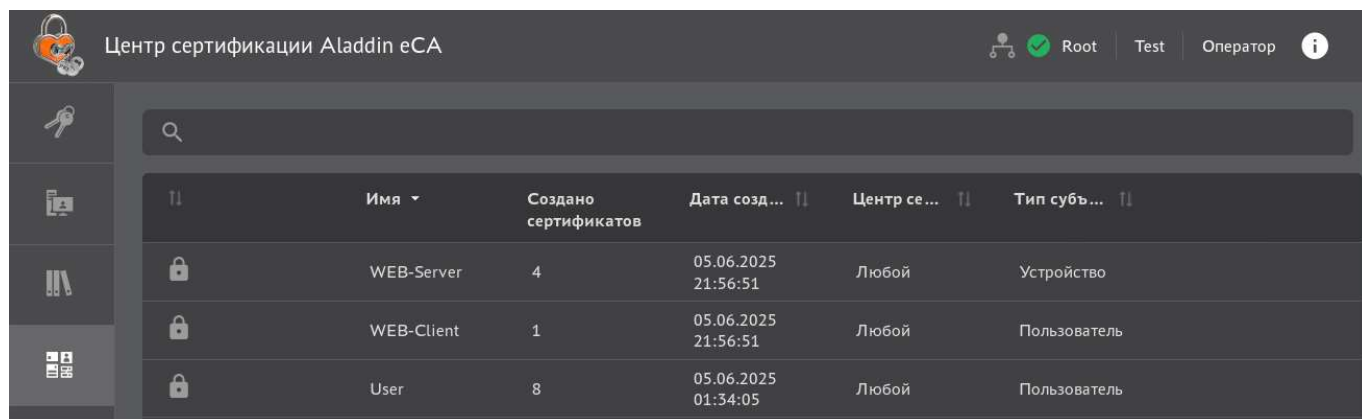 Центр сертификации Aladdin eCA
Root Test Оператор
Имя Создано сертификатов Дата созд... Центр се... Тип субъ...
WEB-Server 4 05.06.2025 21:56:51 Любой Устройство
WEB-Client 1 05.06.2025 21:56:51 Любой Пользователь
User 8 05.06.2025 01:34:05 Любой Пользователь